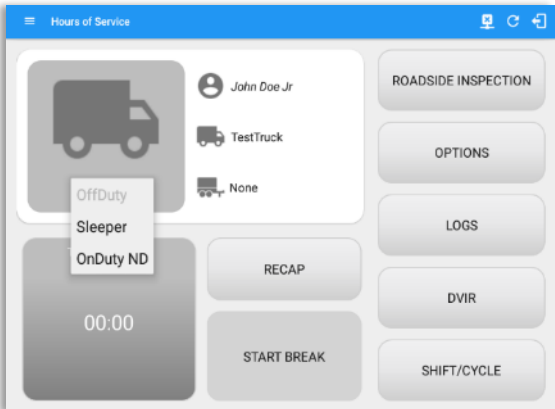 Hours of Service
John Doe Jr
TestTruck
None
OffDuty
Sleeper
OnDuty ND
00:00
RECAP
START BREAK
ROADSIDE INSPECTION
OPTIONS
LOGS
DVIR
SHIFT/CYCLE